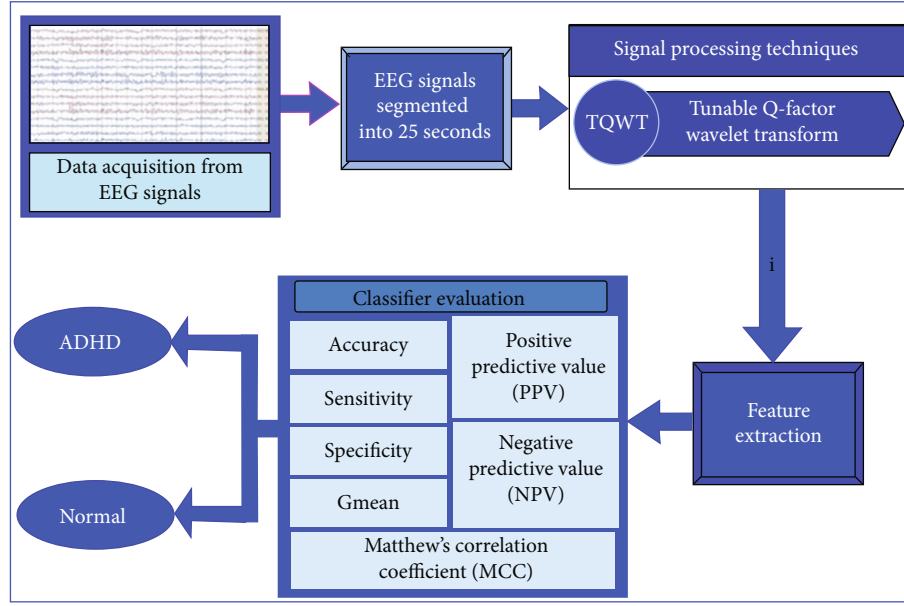 Data acquisition from
EEG signals
EEG signals
segmented
into 25 seconds
Signal processing techniques
TQWT
Tunable Q-factor
wavelet transform
i
Feature
extraction
Classifier evaluation
Accuracy
Sensitivity
Specificity
Gmean
Positive
predictive value
(PPV)
Negative
predictive value
(NPV)
Matthew's correlation
coefficient (MCC)
ADHD
Normal